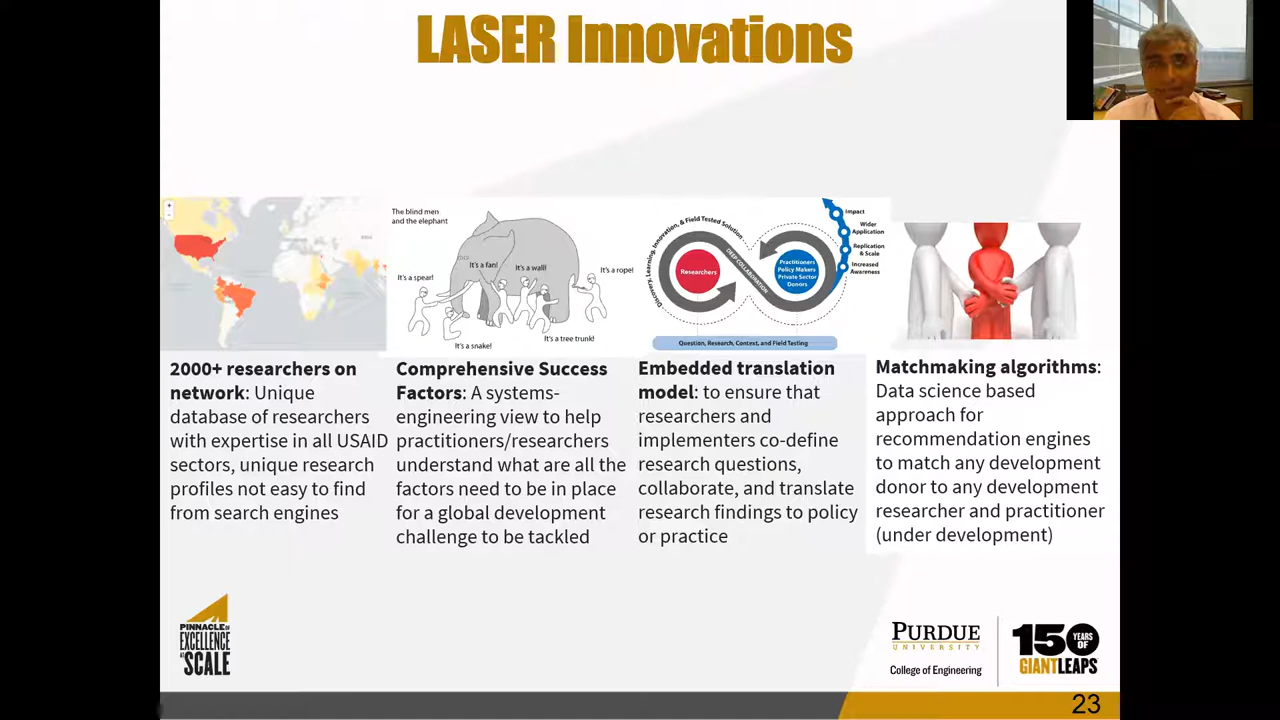 LASER Innovations
The blind men
and the elephant
It's a fan!
It's a wall!
It's a rope!
It's a spear!
It's a tree trunk!
It's a snake!
Discovery, Learning, Innovation, & Field Tested Solution
DEEP COLLABORATION
Researchers
Practitioners
Policy Makers
Private Sector
Donors
Impact
Wider
Application
Replication
& Scale
Increased
Awareness
Question, Research, Context, and Field Testing
2000+ researchers on
network: Unique
database of researchers
with expertise in all USAID
sectors, unique research
profiles not easy to find
from search engines
Comprehensive Success
Factors: A systems-
engineering view to help
practitioners/researchers
understand what are all the
factors need to be in place
for a global development
challenge to be tackled
Embedded translation
model: to ensure that
researchers and
implementers co-define
research questions,
collaborate, and translate
research findings to policy
or practice
Matchmaking algorithms:
Data science based
approach for
recommendation engines
to match any development
donor to any development
researcher and practitioner
(under development)
PINNACLE OF
EXCELLENCE
AT SCALE
PURDUE
UNIVERSITY
College of Engineering
150 YEARS OF
GIANT LEAPS
23